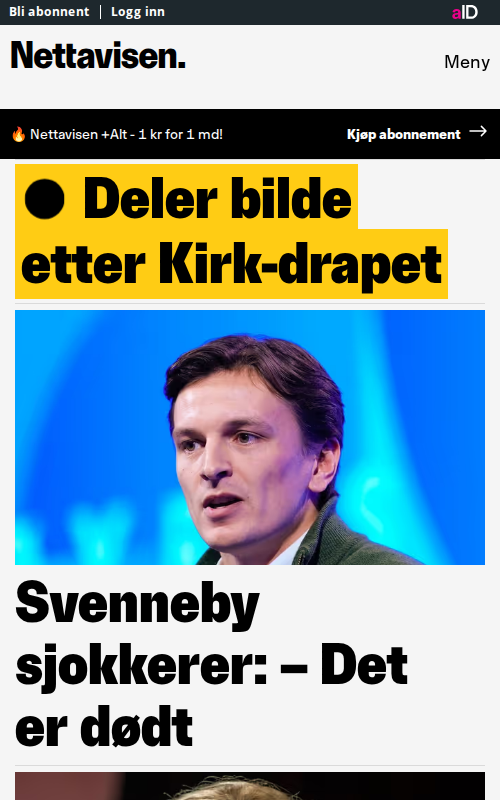 Bli abonnent
Logg inn
aID
Nettavisen.
Meny
🔥 Nettavisen +Alt - 1 kr for 1 md!
Kjøp abonnement →
Deler bilde
etter Kirk-drapet
Svenneby
sjokkerer: – Det
er dødt